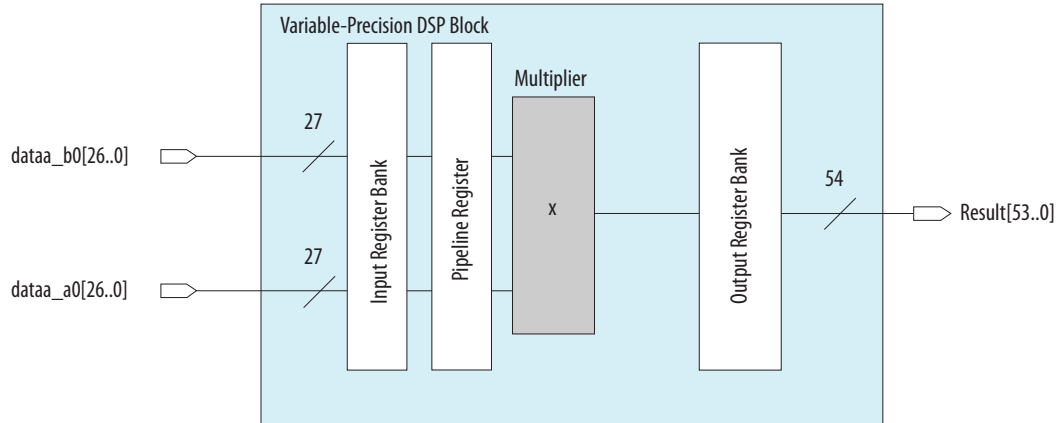 Variable-Precision DSP Block
Multiplier
27
dataa_b0[26..0]
27
dataa_a0[26..0]
Input Register Bank
Pipeline Register
x
Output Register Bank
54
Result[53..0]